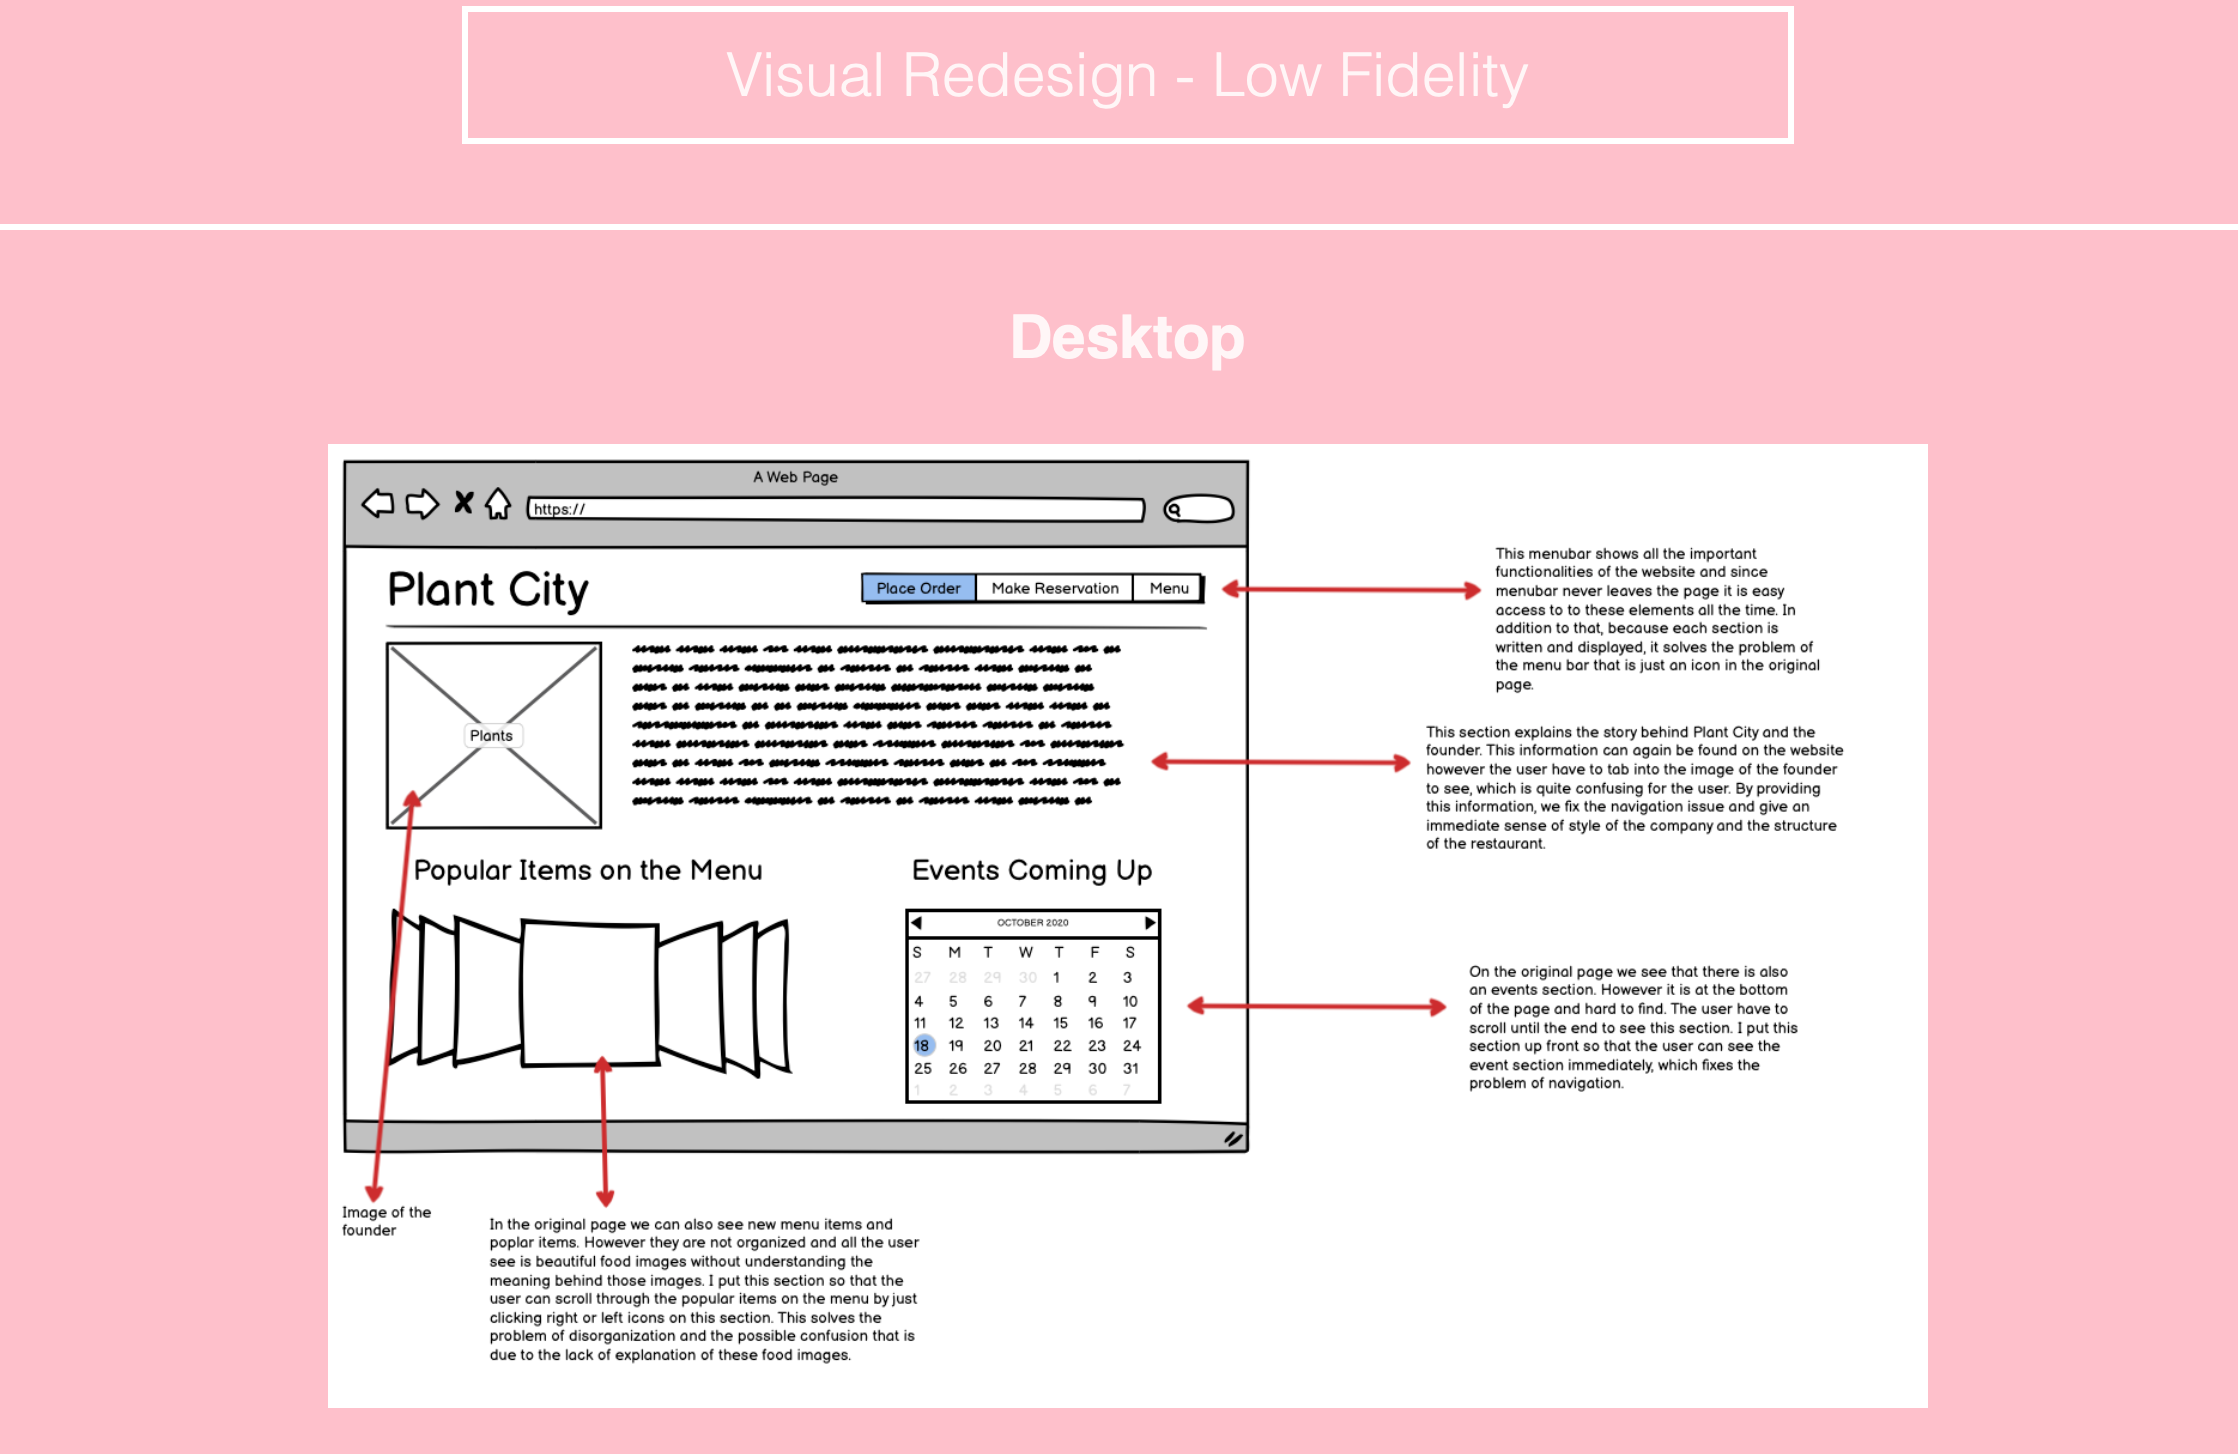 Visual Redesign - Low Fidelity
Desktop
A Web Page
https://
Plant City
Place Order Make Reservation Menu
Plants
Popular Items on the Menu
Events Coming Up
OCTOBER 2020
S M T W T F S
27 28 29 30 1 2 3
4 5 6 7 8 9 10
11 12 13 14 15 16 17
18 19 20 21 22 23 24
25 26 27 28 29 30 31
1 2 3 4 5 6 7
This menubar shows all the important
functionalities of the website and since
menubar never leaves the page it is easy
access to to these elements all the time. In
addition to that, because each section is
written and displayed, it solves the problem of
the menu bar that is just an icon in the original
page.
This section explains the story behind Plant City and the
founder. This information can again be found on the website
however the user have to tab into the image of the founder
to see, which is quite confusing for the user. By providing
this information, we fix the navigation issue and give an
immediate sense of style of the company and the structure
of the restaurant.
On the original page we see that there is also
an events section. However it is at the bottom
of the page and hard to find. The user have to
scroll until the end to see this section. I put this
section up front so that the user can see the
event section immediately, which fixes the
problem of navigation.
Image of the
founder
In the original page we can also see new menu items and
poplar items. However they are not organized and all the user
see is beautiful food images without understanding the
meaning behind those images. I put this section so that the
user can scroll through the popular items on the menu by just
clicking right or left icons on this section. This solves the
problem of disorganization and the possible confusion that is
due to the lack of explanation of these food images.